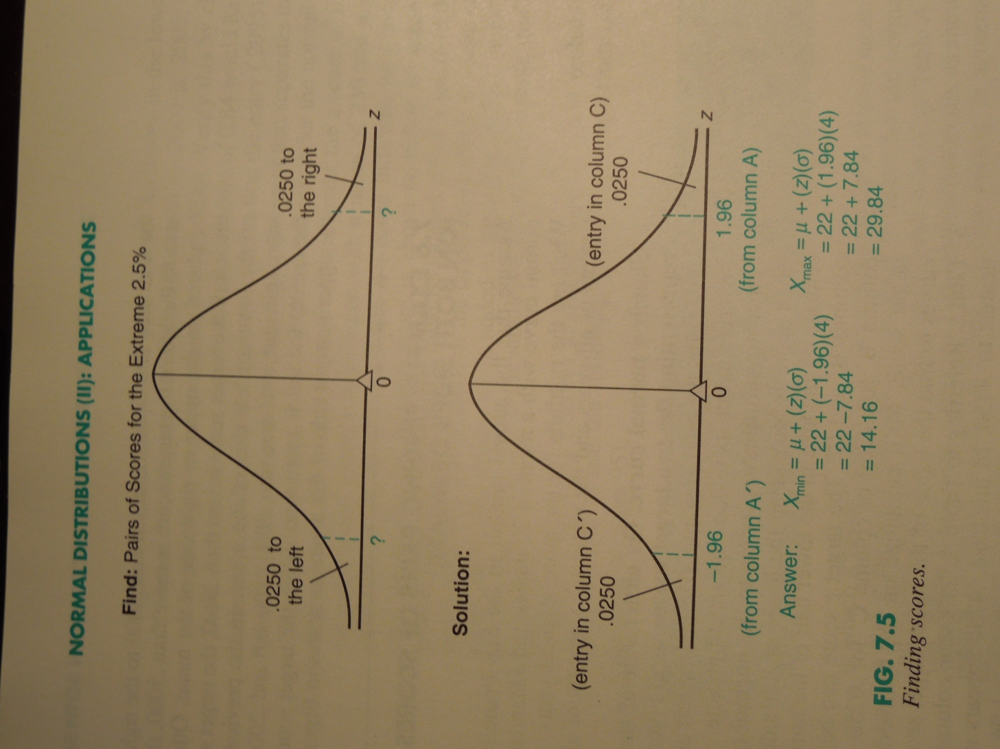 NORMAL DISTRIBUTIONS (II): APPLICATIONS
Find: Pairs of Scores for the Extreme 2.5%
.0250 to
the left
.0250 to
the right
?
0
?
z
Solution:
(entry in column C´)
.0250
(entry in column C)
.0250
−1.96
0
1.96
z
(from column A´)
(from column A)
Answer:
Xmin = μ + (z)(σ)
= 22 + (−1.96)(4)
= 22 −7.84
= 14.16
Xmax = μ + (z)(σ)
= 22 + (1.96)(4)
= 22 + 7.84
= 29.84
FIG. 7.5
Finding scores.